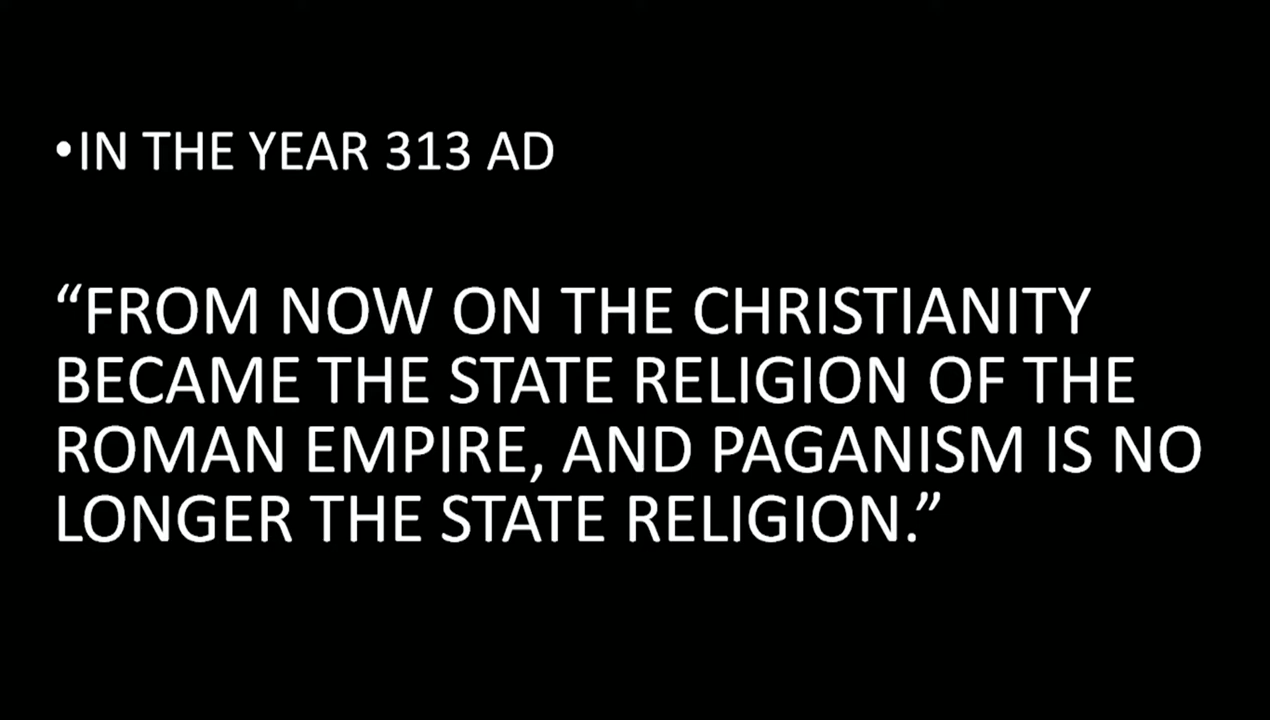 •IN THE YEAR 313 AD
“FROM NOW ON THE CHRISTIANITY
BECAME THE STATE RELIGION OF THE
ROMAN EMPIRE, AND PAGANISM IS NO
LONGER THE STATE RELIGION.”